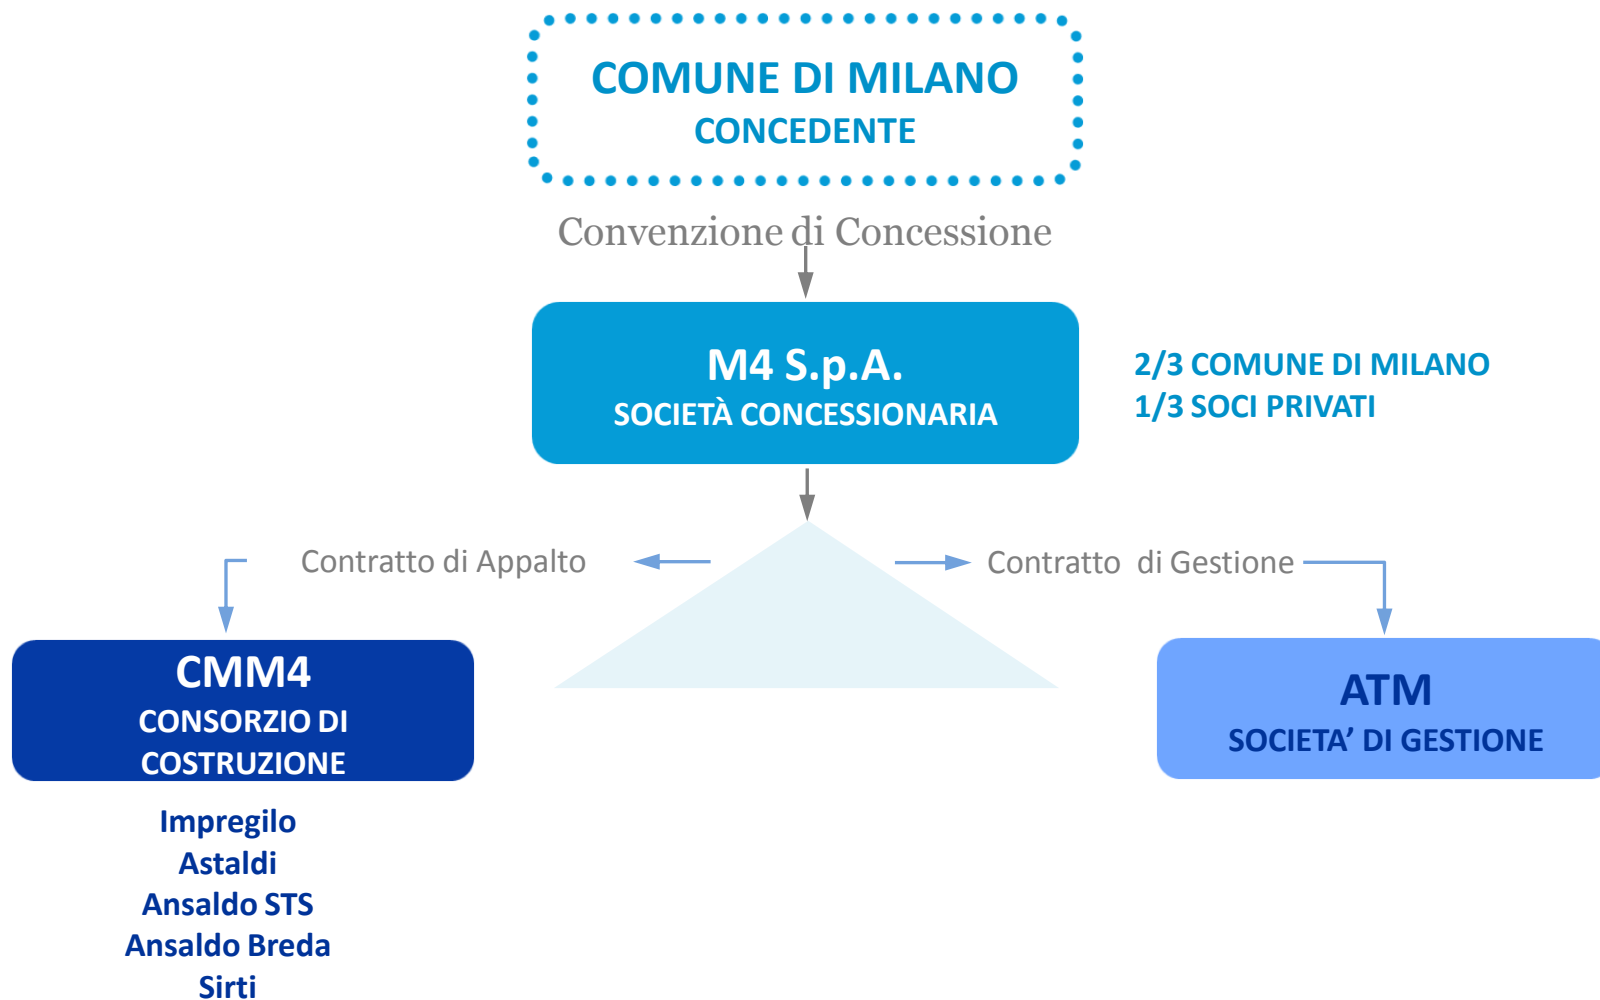 COMUNE DI MILANO
CONCEDENTE
Convenzione di Concessione
M4 S.p.A.
SOCIETÀ CONCESSIONARIA
2/3 COMUNE DI MILANO
1/3 SOCI PRIVATI
Contratto di Appalto
Contratto di Gestione
CMM4
CONSORZIO DI
COSTRUZIONE
ATM
SOCIETA’ DI GESTIONE
Impregilo
Astaldi
Ansaldo STS
Ansaldo Breda
Sirti